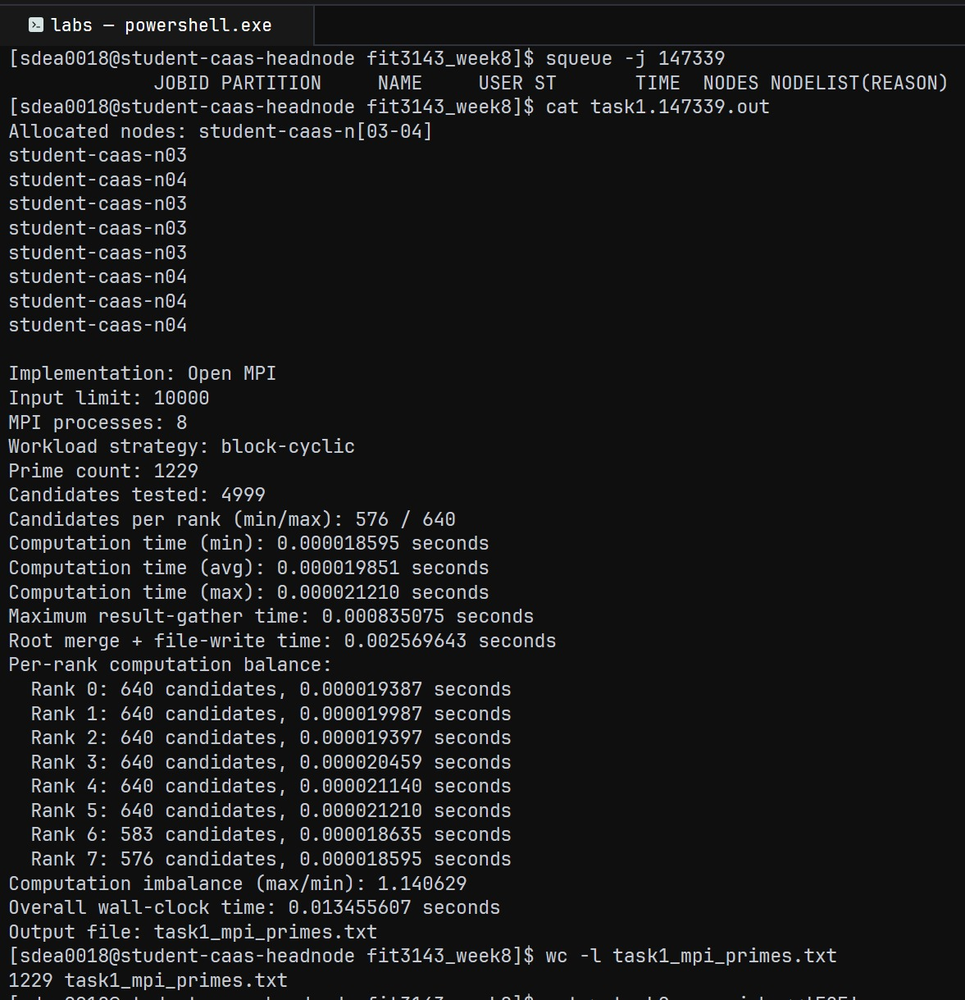 labs — powershell.exe
[sdea0018@student-caas-headnode fit3143_week8]$ squeue -j 147339
             JOBID PARTITION     NAME     USER ST       TIME  NODES NODELIST(REASON)
[sdea0018@student-caas-headnode fit3143_week8]$ cat task1.147339.out
Allocated nodes: student-caas-n[03-04]
student-caas-n03
student-caas-n04
student-caas-n03
student-caas-n03
student-caas-n03
student-caas-n04
student-caas-n04
student-caas-n04

Implementation: Open MPI
Input limit: 10000
MPI processes: 8
Workload strategy: block-cyclic
Prime count: 1229
Candidates tested: 4999
Candidates per rank (min/max): 576 / 640
Computation time (min): 0.000018595 seconds
Computation time (avg): 0.000019851 seconds
Computation time (max): 0.000021210 seconds
Maximum result-gather time: 0.000835075 seconds
Root merge + file-write time: 0.002569643 seconds
Per-rank computation balance:
  Rank 0: 640 candidates, 0.000019387 seconds
  Rank 1: 640 candidates, 0.000019987 seconds
  Rank 2: 640 candidates, 0.000019397 seconds
  Rank 3: 640 candidates, 0.000020459 seconds
  Rank 4: 640 candidates, 0.000021140 seconds
  Rank 5: 640 candidates, 0.000021210 seconds
  Rank 6: 583 candidates, 0.000018635 seconds
  Rank 7: 576 candidates, 0.000018595 seconds
Computation imbalance (max/min): 1.140629
Overall wall-clock time: 0.013455607 seconds
Output file: task1_mpi_primes.txt
[sdea0018@student-caas-headnode fit3143_week8]$ wc -l task1_mpi_primes.txt
1229 task1_mpi_primes.txt